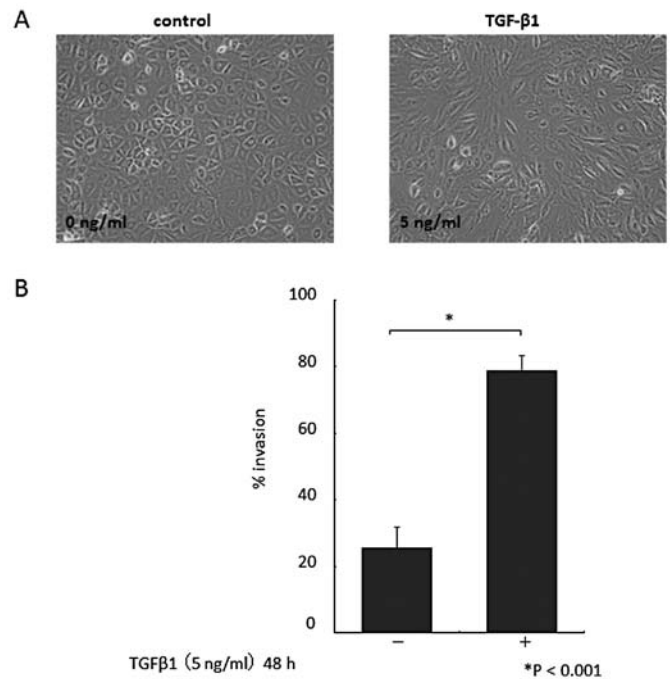 A
control
TGF-β1
0 ng/ml
5 ng/ml
B
100
80
60
40
20
0
% invasion
*
− +
TGFβ1 (5 ng/ml) 48 h
*P < 0.001